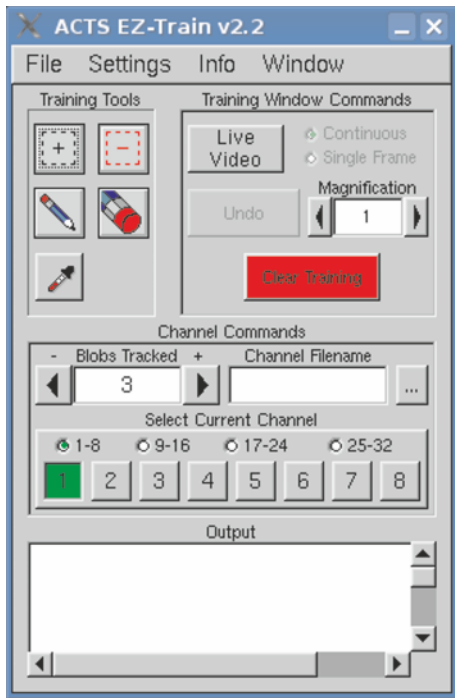 ACTS EZ-Train v2.2
File Settings Info Window
Training Tools
Training Window Commands
Live
Video
Continuous
Single Frame
Magnification
Undo
1
Clear Training
Channel Commands
- Blobs Tracked +
Channel Filename
3
...
Select Current Channel
1-8 9-16 17-24 25-32
1 2 3 4 5 6 7 8
Output